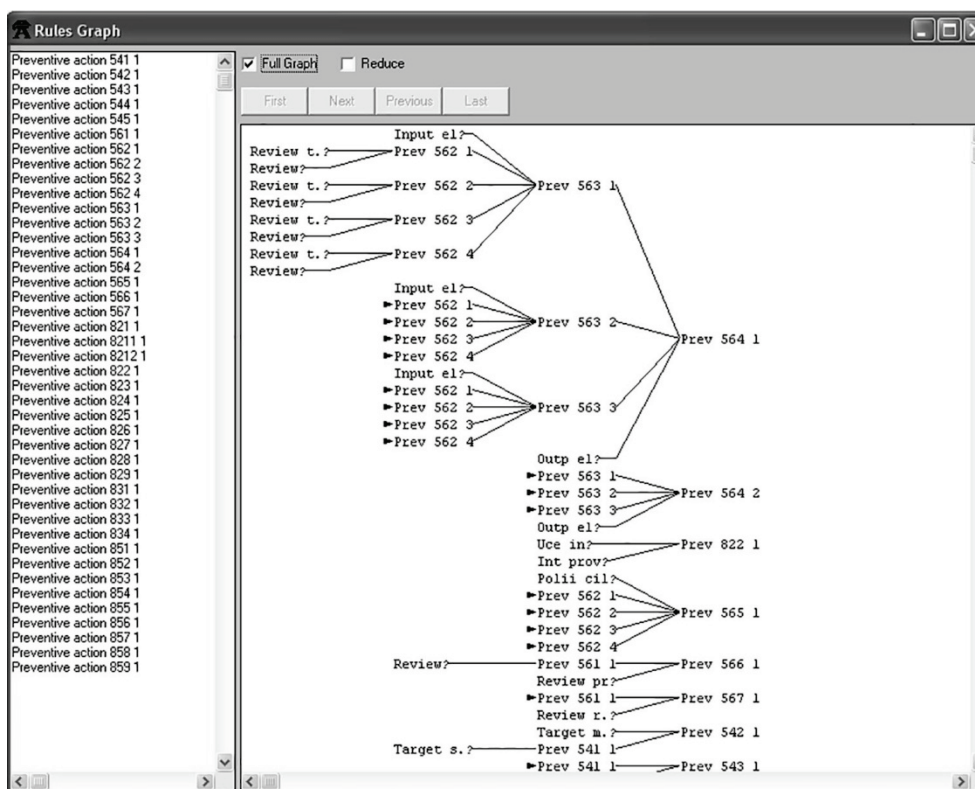 Rules Graph
Preventive action 541 1
Preventive action 542 1
Preventive action 543 1
Preventive action 544 1
Preventive action 545 1
Preventive action 561 1
Preventive action 562 1
Preventive action 562 2
Preventive action 562 3
Preventive action 562 4
Preventive action 563 1
Preventive action 563 2
Preventive action 563 3
Preventive action 564 1
Preventive action 564 2
Preventive action 565 1
Preventive action 566 1
Preventive action 567 1
Preventive action 821 1
Preventive action 8211 1
Preventive action 8212 1
Preventive action 822 1
Preventive action 823 1
Preventive action 824 1
Preventive action 825 1
Preventive action 826 1
Preventive action 827 1
Preventive action 828 1
Preventive action 829 1
Preventive action 831 1
Preventive action 832 1
Preventive action 833 1
Preventive action 834 1
Preventive action 851 1
Preventive action 852 1
Preventive action 853 1
Preventive action 854 1
Preventive action 855 1
Preventive action 856 1
Preventive action 857 1
Preventive action 858 1
Preventive action 859 1
Full Graph Reduce
First Next Previous Last
Input el?
Review t.? Prev 562 1
Review?
Review t.? Prev 562 2 Prev 563 1
Review?
Review t.? Prev 562 3
Review?
Review t.? Prev 562 4
Review?
Input el?
Prev 562 1
Prev 562 2 Prev 563 2
Prev 562 3 Prev 564 1
Prev 562 4
Input el?
Prev 562 1
Prev 562 2 Prev 563 3
Prev 562 3
Prev 562 4
Outp el?
Prev 563 1
Prev 563 2 Prev 564 2
Prev 563 3
Outp el?
Uce in? Prev 822 1
Int prov?
Polii cil?
Prev 562 1
Prev 562 2 Prev 565 1
Prev 562 3
Prev 562 4
Review? Prev 561 1 Prev 566 1
Review pr?
Prev 561 1 Prev 567 1
Review r.?
Target m.? Prev 542 1
Target s.? Prev 541 1
Prev 541 1 Prev 543 1